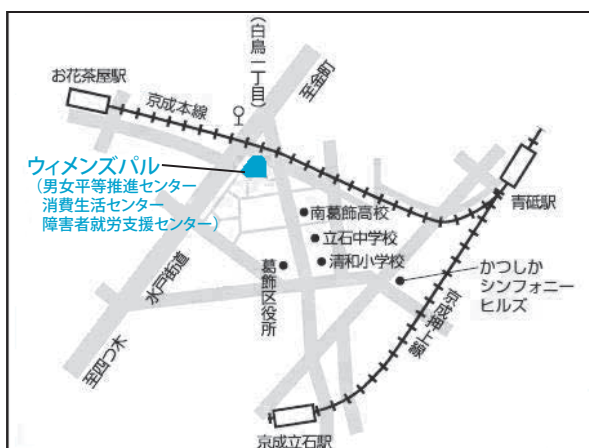 （白鳥一丁目）
至金町
お花茶屋駅
京成本線
ウィメンズパル
（男女平等推進センター
消費生活センター
障害者就労支援センター）
青砥駅
南葛飾高校
立石中学校
清和小学校
葛飾区役所
水戸街道
かつしか
シンフォニー
ヒルズ
京成押上線
至四つ木
京成立石駅